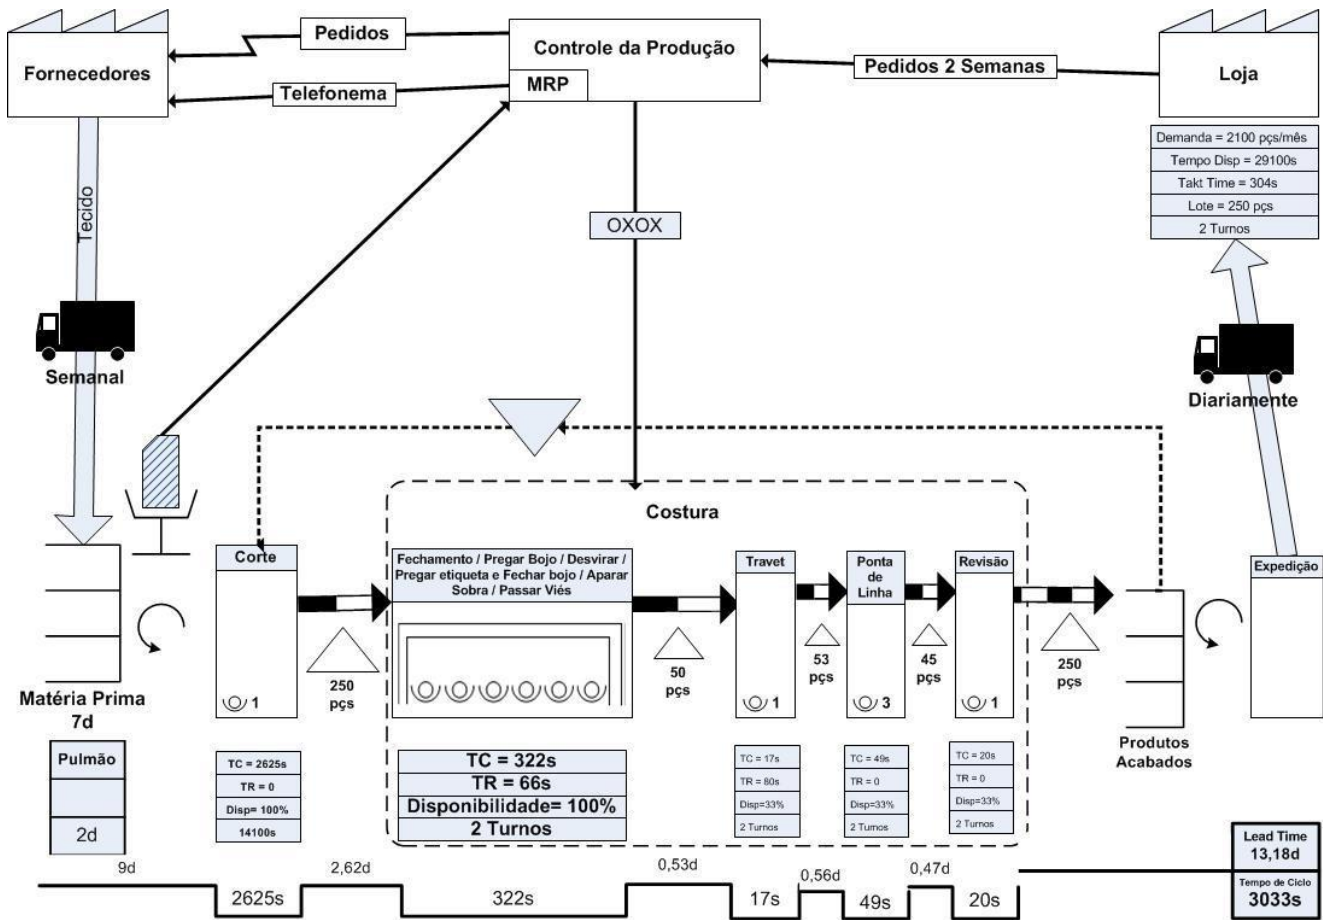 Fornecedores
Pedidos
Telefonema
Controle da Produção
MRP
Pedidos 2 Semanas
Loja
Demanda = 2100 pçs/mês
Tempo Disp = 29100s
Takt Time = 304s
Lote = 250 pçs
2 Turnos
Tecido
OXOX
Semanal
Diariamente
Costura
Corte
Fechamento / Pregar Bojo / Desvirar /
Pregar etiqueta e Fechar bojo / Aparar
Sobra / Passar Viés
Travet
Ponta
de
Linha
Revisão
Expedição
1
250
pçs
50
pçs
1
53
pçs
3
45
pçs
1
250
pçs
Matéria Prima
7d
Produtos
Acabados
Pulmão
2d
TC = 2625s
TR = 0
Disp= 100%
14100s
TC = 322s
TR = 66s
Disponibilidade= 100%
2 Turnos
TC = 17s
TR = 80s
Disp=33%
2 Turnos
TC = 49s
TR = 0
Disp=33%
2 Turnos
TC = 20s
TR = 0
Disp=33%
2 Turnos
Lead Time
13,18d
Tempo de Ciclo
3033s
9d
2625s
2,62d
322s
0,53d
17s
0,56d
49s
0,47d
20s